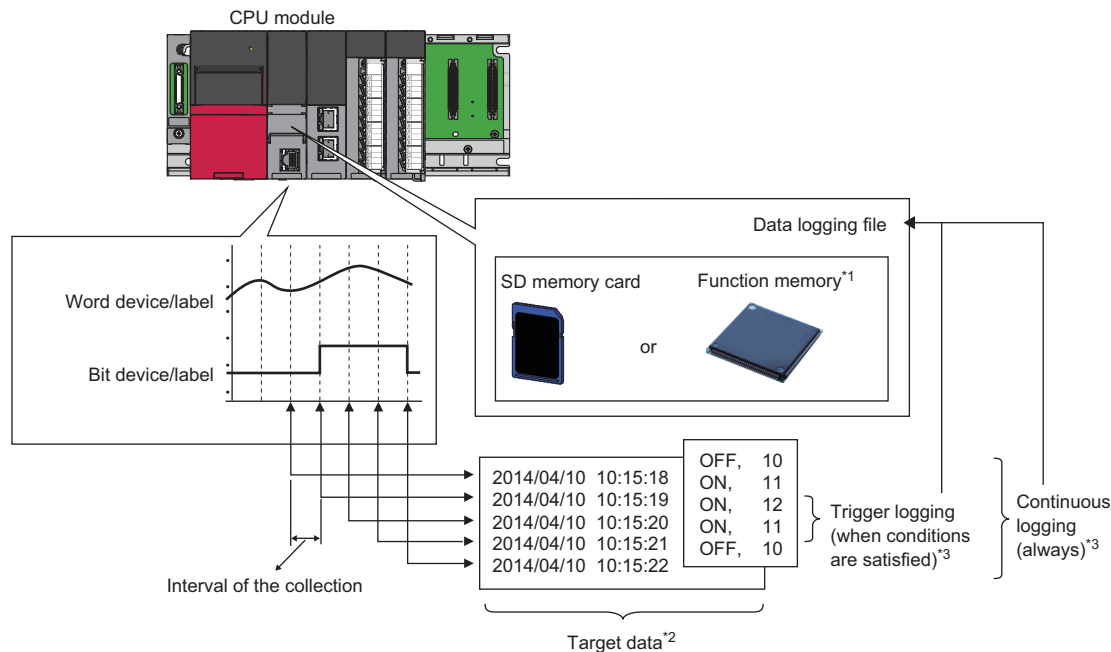 CPU module
Data logging file
SD memory card
Function memory*1
or
Word device/label
Bit device/label
2014/04/10 10:15:18
2014/04/10 10:15:19
2014/04/10 10:15:20
2014/04/10 10:15:21
2014/04/10 10:15:22
OFF, 10
ON, 11
ON, 12
ON, 11
OFF, 10
Trigger logging
(when conditions
are satisfied)*3
Continuous
logging
(always)*3
Interval of the collection
Target data*2